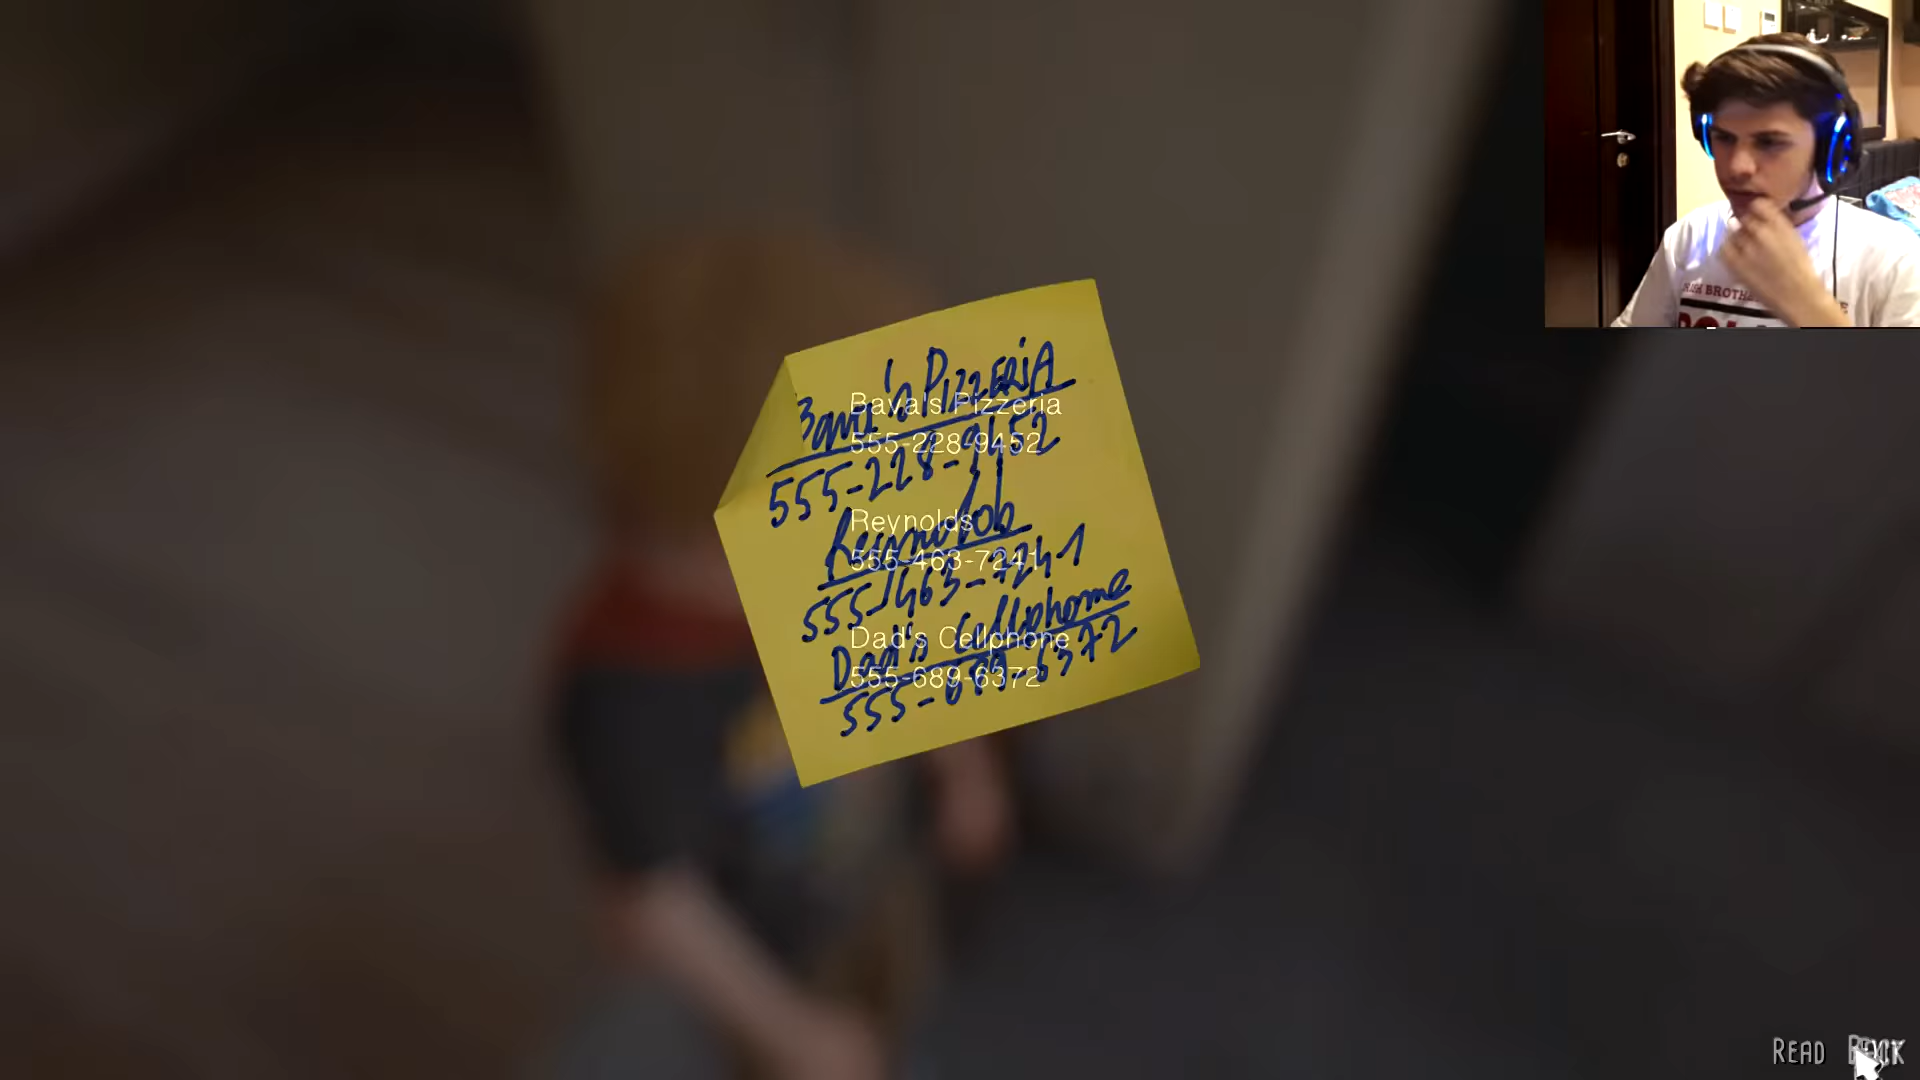 Bava's Pizzeria
555-228-9452
Reynolds
555-463-7241
Dad's Cellphone
555-689-6372
READ